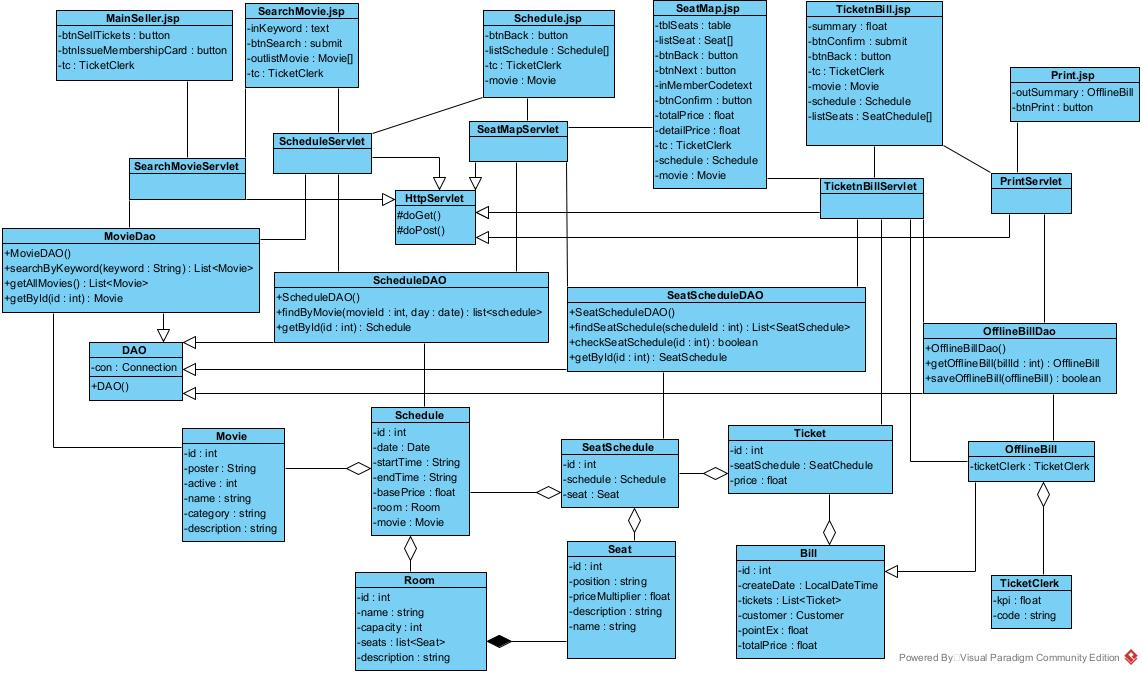 MainSeller.jsp
-btnSellTickets : button
-btnIssueMembershipCard : button
-tc : TicketClerk
SearchMovie.jsp
-inKeyword : text
-btnSearch : submit
-outlistMovie : Movie[]
-tc : TicketClerk
Schedule.jsp
-btnBack : button
-listSchedule : Schedule[]
-tc : TicketClerk
-movie : Movie
SeatMap.jsp
-tblSeats : table
-listSeat : Seat[]
-btnBack : button
-btnNext : button
-inMemberCodetext
-btnConfirm : button
-totalPrice : float
-detailPrice : float
-tc : TicketClerk
-schedule : Schedule
-movie : Movie
TicketnBill.jsp
-summary : float
-btnConfirm : submit
-btnBack : button
-tc : TicketClerk
-movie : Movie
-schedule : Schedule
-listSeats : SeatChedule[]
Print.jsp
-outSummary : OfflineBill
-btnPrint : button
SearchMovieServlet
ScheduleServlet
SeatMapServlet
TicketnBillServlet
PrintServlet
HttpServlet
#doGet()
#doPost()
MovieDao
+MovieDAO()
+searchByKeyword(keyword : String) : List<Movie>
+getAllMovies() : List<Movie>
+getById(id : int) : Movie
ScheduleDAO
+ScheduleDAO()
+findByMovie(movieId : int, day : date) : list<schedule>
+getById(id : int) : Schedule
SeatScheduleDAO
+SeatScheduleDAO()
+findSeatSchedule(scheduleId : int) : List<SeatSchedule>
+checkSeatSchedule(id : int) : boolean
+getById(id : int) : SeatSchedule
OfflineBillDao
+OfflineBillDao()
+getOfflineBill(billId : int) : OfflineBill
+saveOfflineBill(offlineBill) : boolean
DAO
-con : Connection
+DAO()
Movie
-id : int
-poster : String
-active : int
-name : string
-category : string
-description : string
Schedule
-id : int
-date : Date
-startTime : String
-endTime : String
-basePrice : float
-room : Room
-movie : Movie
SeatSchedule
-id : int
-schedule : Schedule
-seat : Seat
Ticket
-id : int
-seatSchedule : SeatChedule
-price : float
OfflineBill
-ticketClerk : TicketClerk
Room
-id : int
-name : string
-capacity : int
-seats : list<Seat>
-description : string
Seat
-id : int
-position : string
-priceMultiplier : float
-description : string
-name : string
Bill
-id : int
-createDate : LocalDateTime
-tickets : List<Ticket>
-customer : Customer
-pointEx : float
-totalPrice : float
TicketClerk
-kpi : float
-code : string
Powered By Visual Paradigm Community Edition